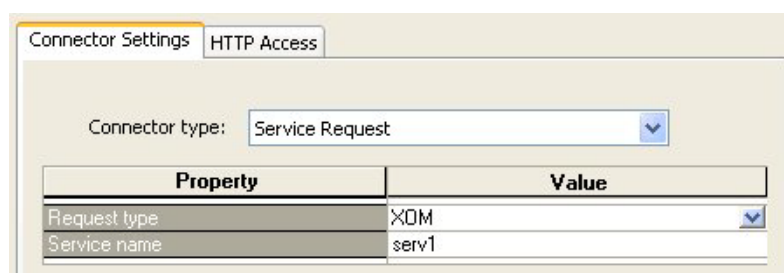 Connector Settings HTTP Access
Connector type: Service Request
Property Value
Request type XOM
Service name serv1